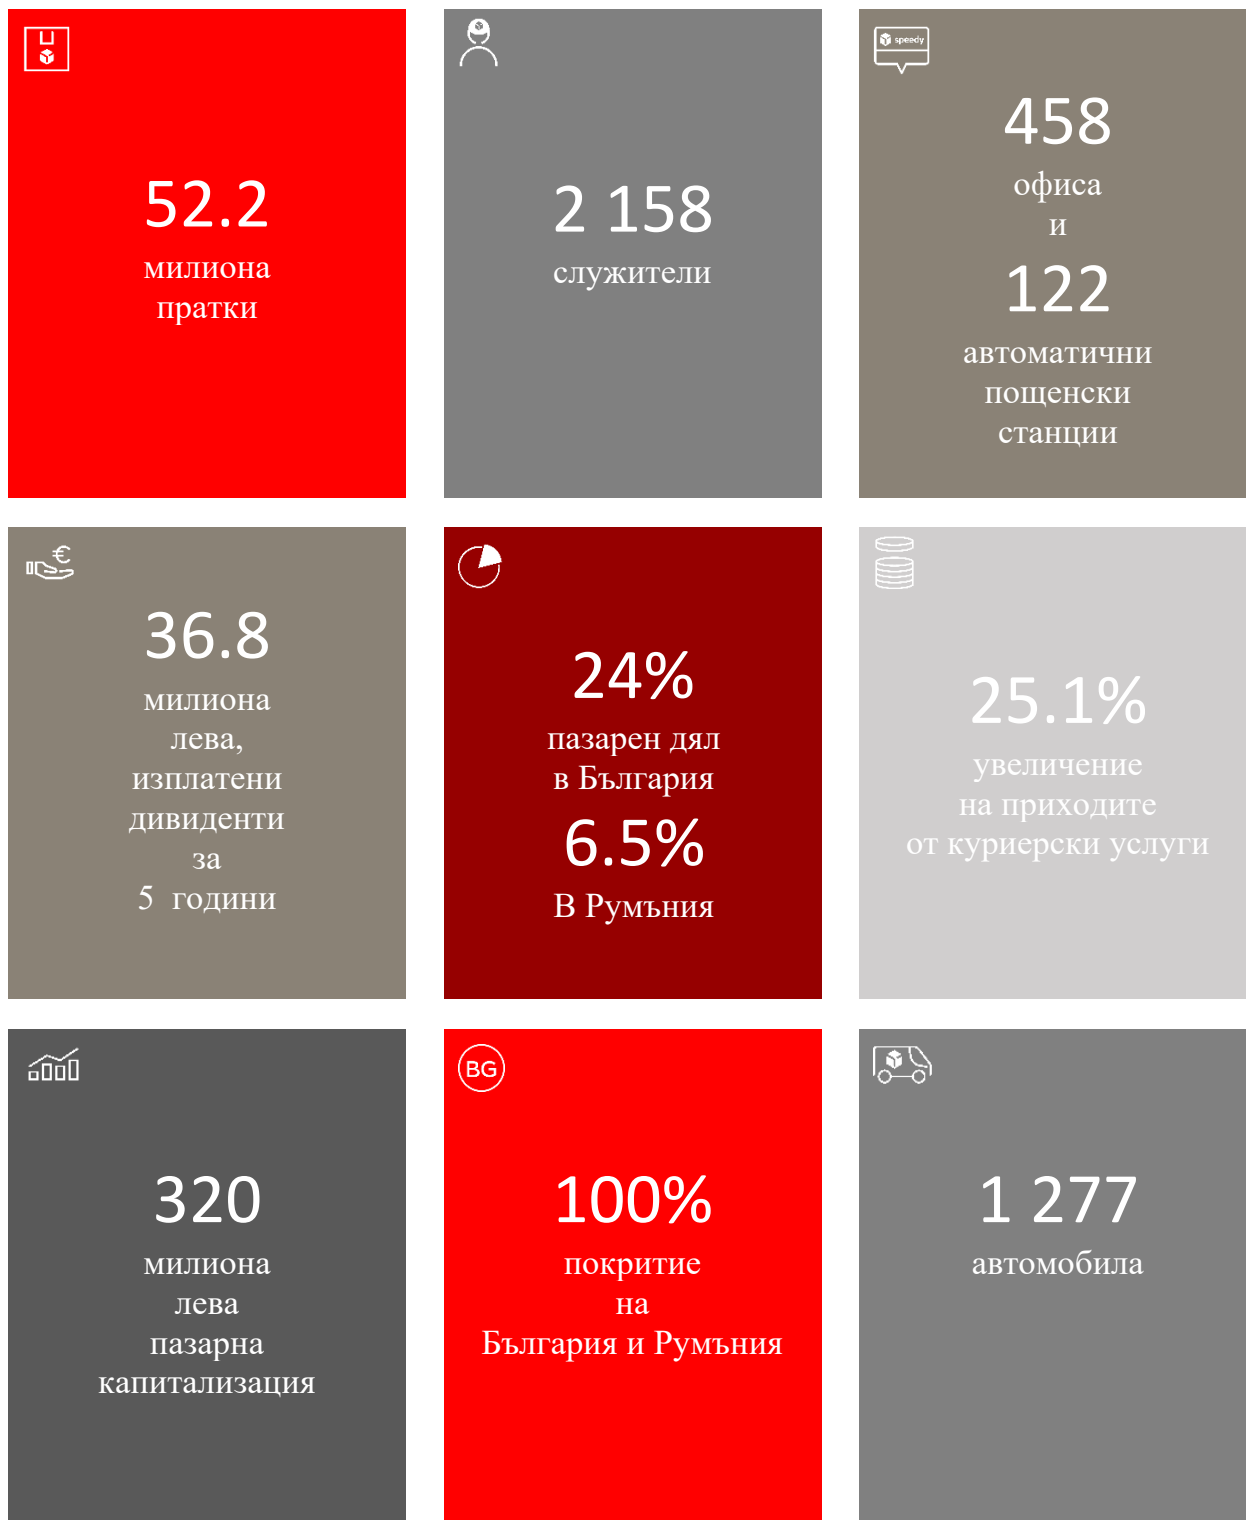 52.2
милиона
пратки
2 158
служители
speedy
458
офиса
и
122
автоматични
пощенски
станции
€
36.8
милиона
лева,
изплатени
дивиденти
за
5 години
24%
пазарен дял
в България
6.5%
В Румъния
25.1%
увеличение
на приходите
от куриерски услуги
320
милиона
лева
пазарна
капитализация
BG
100%
покритие
на
България и Румъния
1 277
автомобила